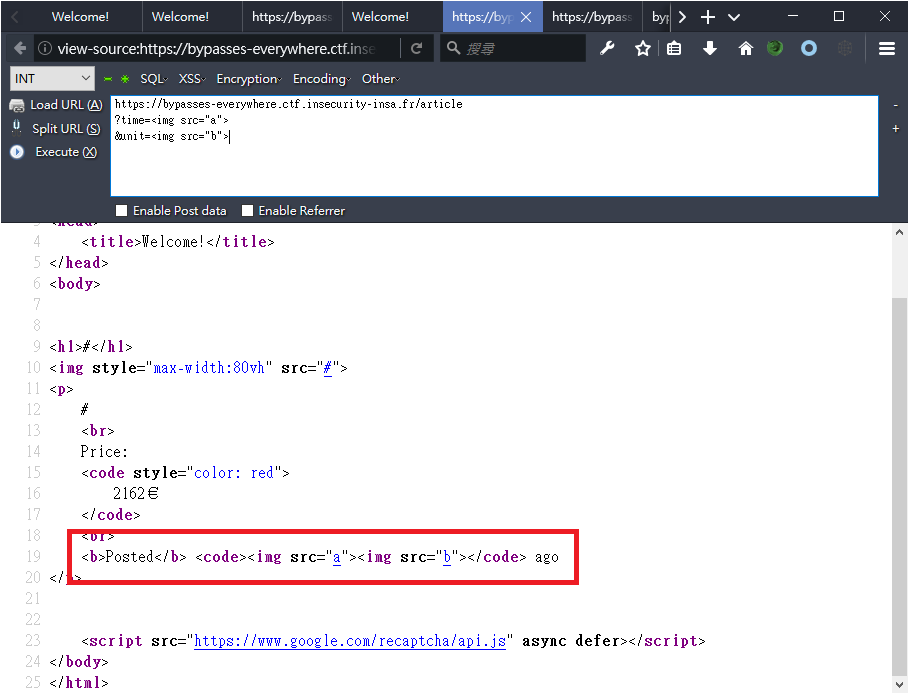 Welcome!
Welcome!
https://bypass
Welcome!
https://byp
https://bypass
byp
view-source:https://bypasses-everywhere.ctf.inse
搜尋
INT
SQL
XSS
Encryption
Encoding
Other
Load URL (A)
Split URL (S)
Execute (X)
https://bypasses-everywhere.ctf.insecurity-insa.fr/article
?time=<img src="a">
&unit=<img src="b">
Enable Post data
Enable Referrer
3 <head>
4 <title>Welcome!</title>
5 </head>
6 <body>
7
8
9 <h1>#</h1>
10 <img style="max-width:80vh" src="#">
11 <p>
12 #
13 <br>
14 Price:
15 <code style="color: red">
16 2162€
17 </code>
18 <br>
19 <b>Posted</b> <code><img src="a"><img src="b"></code> ago
20 </p>
21
22
23 <script src="https://www.google.com/recaptcha/api.js" async defer></script>
24 </body>
25 </html>